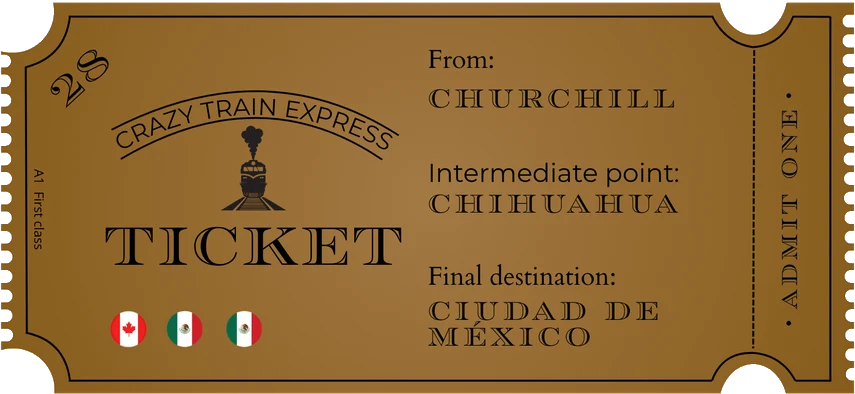 28
CRAZY TRAIN EXPRESS
TICKET
A1 First class
From:
CHURCHILL
Intermediate point:
CHIHUAHUA
Final destination:
CIUDAD DE
MÉXICO
• ADMIT ONE •